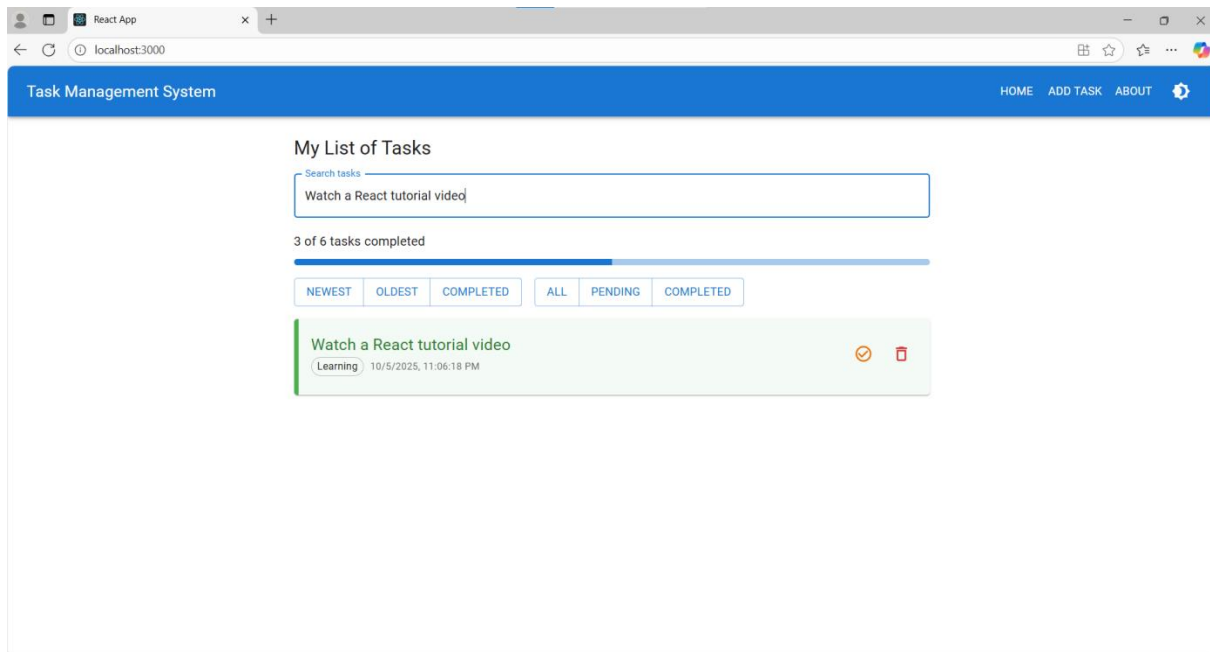 React App
localhost:3000
Task Management System
HOME ADD TASK ABOUT
My List of Tasks
Search tasks
Watch a React tutorial video
3 of 6 tasks completed
NEWEST OLDEST COMPLETED ALL PENDING COMPLETED
Watch a React tutorial video
Learning 10/5/2025, 11:06:18 PM